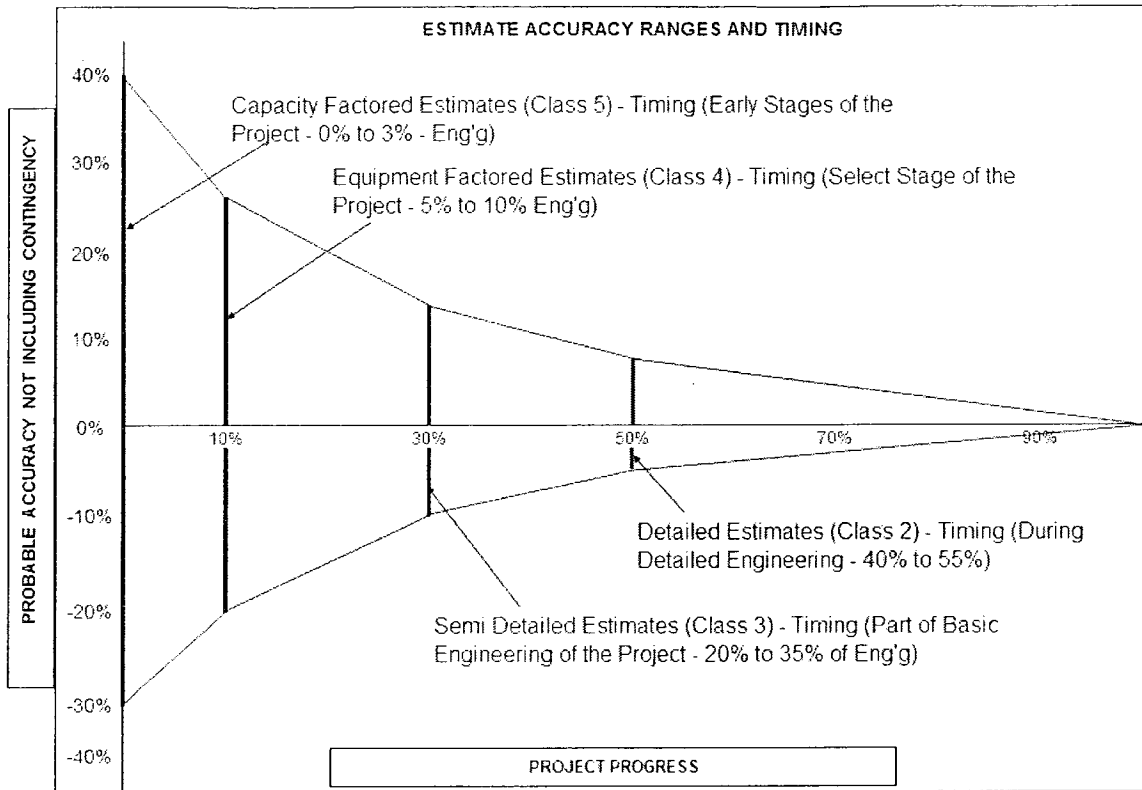 ESTIMATE ACCURACY RANGES AND TIMING
PROBABLE ACCURACY NOT INCLUDING CONTINGENCY
40%
30%
20%
10%
0%
-10%
-20%
-30%
-40%
Capacity Factored Estimates (Class 5) - Timing (Early Stages of the
Project - 0% to 3% - Eng'g)
Equipment Factored Estimates (Class 4) - Timing (Select Stage of the
Project - 5% to 10% Eng'g)
10%
30%
50%
70%
90%
Detailed Estimates (Class 2) - Timing (During
Detailed Engineering - 40% to 55%)
Semi Detailed Estimates (Class 3) - Timing (Part of Basic
Engineering of the Project - 20% to 35% of Eng'g)
PROJECT PROGRESS